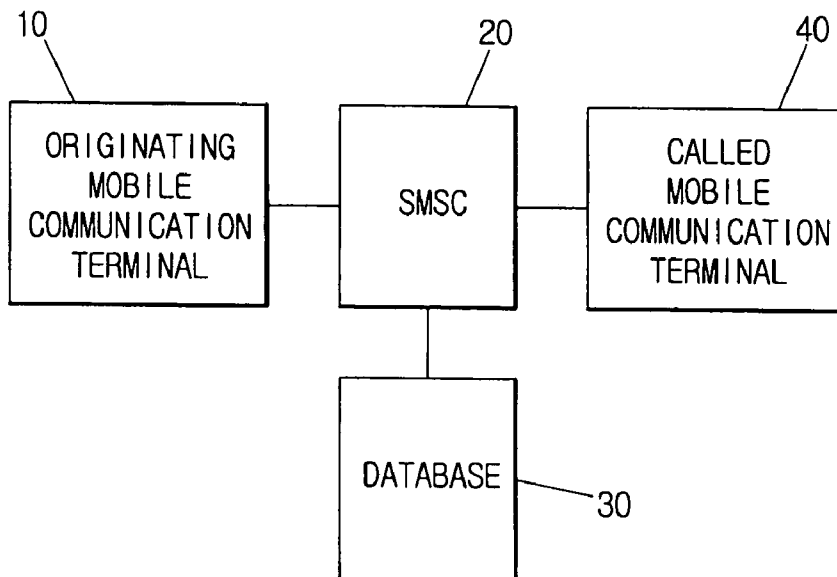 10
20
40
ORIGINATING
MOBILE
COMMUNICATION
TERMINAL
SMSC
CALLED
MOBILE
COMMUNICATION
TERMINAL
DATABASE
30